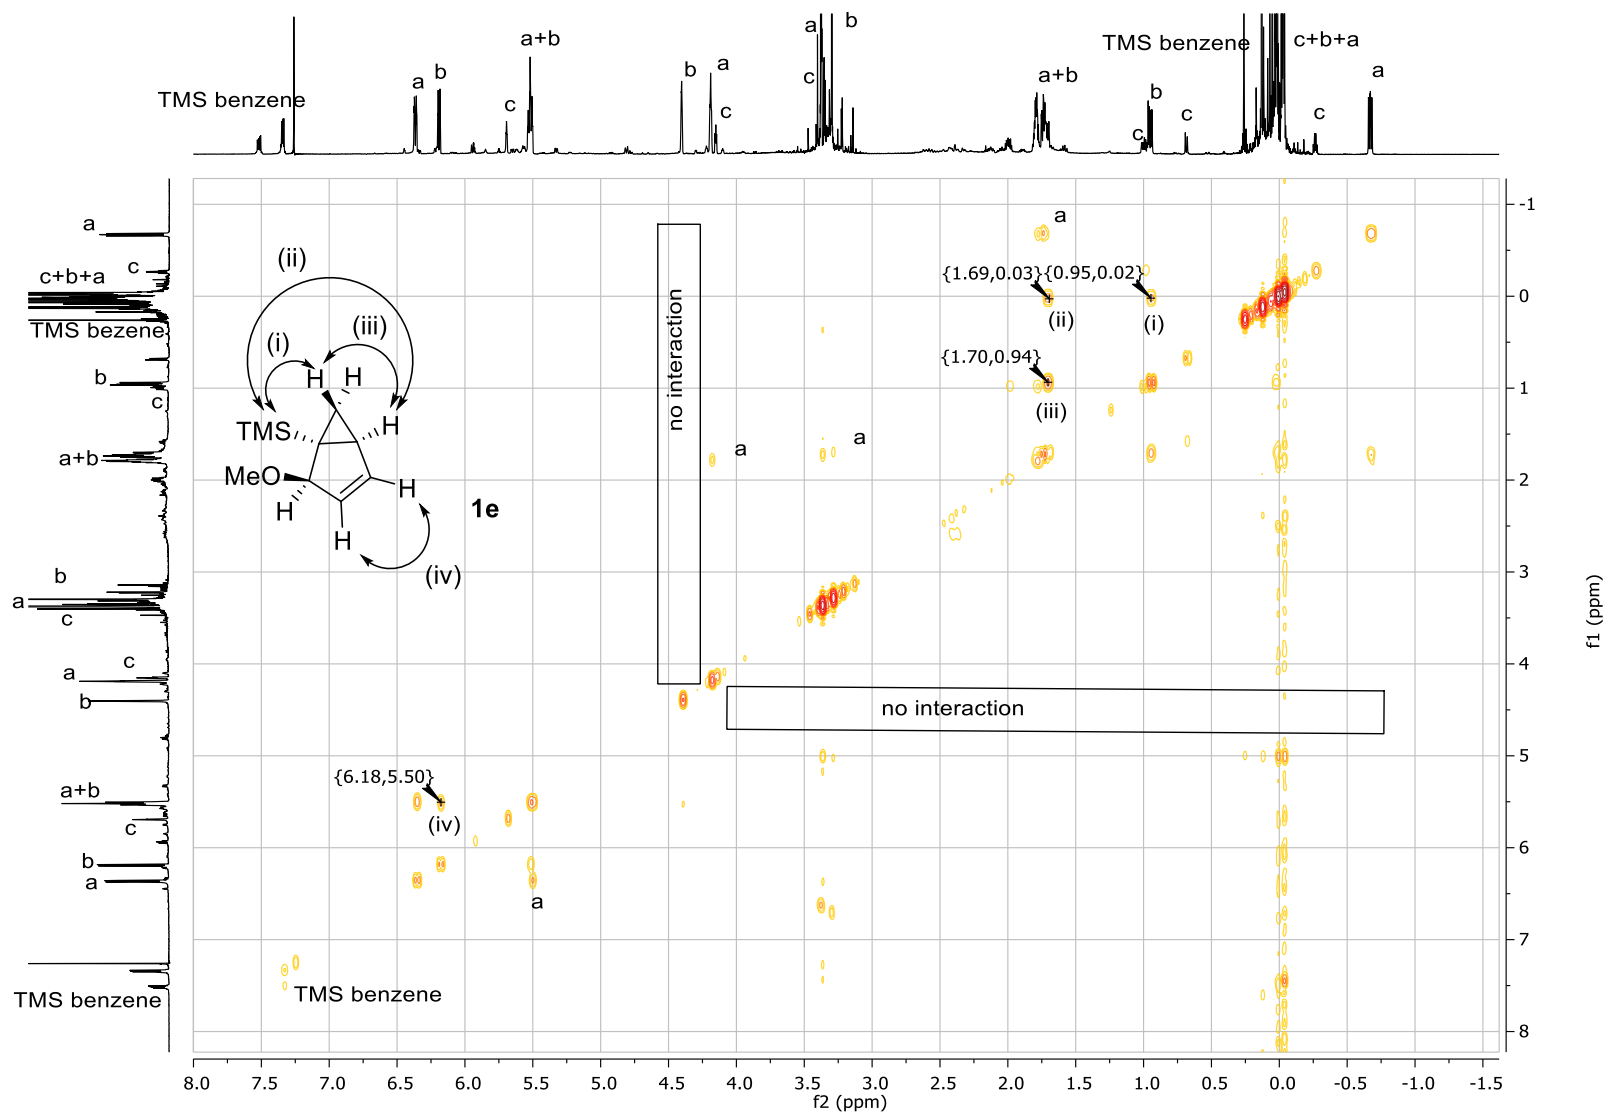 a b
TMS benzene c+b+a
a+b
b a
a b
c
a+b
a
TMS benzene
c
c
b
c
c
c
a
a
c
c+b+a
TMS bezene
b
c
a+b
b
a
c
c
a
b
a+b
c
b
a
TMS benzene
(ii)
(i)
(iii)
H H
TMS
H
MeO
H
H
H
1e
(iv)
no interaction
no interaction
a
{1.69,0.03} {0.95,0.02}
(ii) (i)
{1.70,0.94}
(iii)
a a
{6.18,5.50}
(iv)
a
TMS benzene
-1
0
1
2
3
4
5
6
7
8
f1 (ppm)
8.0 7.5 7.0 6.5 6.0 5.5 5.0 4.5 4.0 3.5 3.0 2.5 2.0 1.5 1.0 0.5 0.0 -0.5 -1.0 -1.5
f2 (ppm)